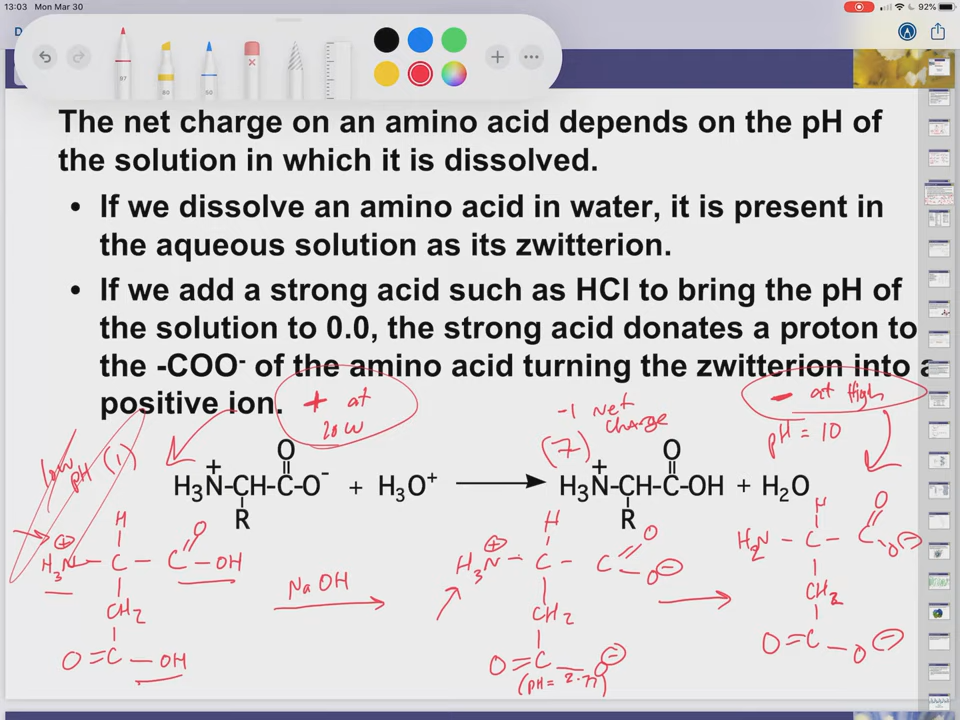 13:03 Mon Mar 30
92%
D
97
80
50
The net charge on an amino acid depends on the pH of
the solution in which it is dissolved.
• If we dissolve an amino acid in water, it is present in
the aqueous solution as its zwitterion.
• If we add a strong acid such as HCl to bring the pH of
the solution to 0.0, the strong acid donates a proton to
the -COO⁻ of the amino acid turning the zwitterion into a
positive ion.
+ at
low
-1 Net
charge
(7)
- at High
pH = 10
low
pH (1)
O
H₃N⁺-CH-C-O⁻ + H₃O⁺ → H₃N⁺-CH-C-OH + H₂O
R R
H
H₃N⁺ - C - C - OH
O
CH₂
O=C - OH
NaOH
H
H₃N⁺ - C - C - O⁻
O
CH₂
O=C - O⁻
(pH = 2.77)
H
H₂N - C - C - O⁻
O
CH₂
O=C - O⁻